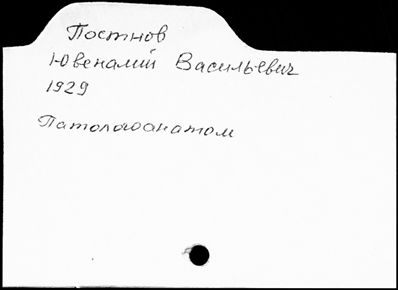 Постнов
Ювеналий Васильевич
1929
Патологоанатом